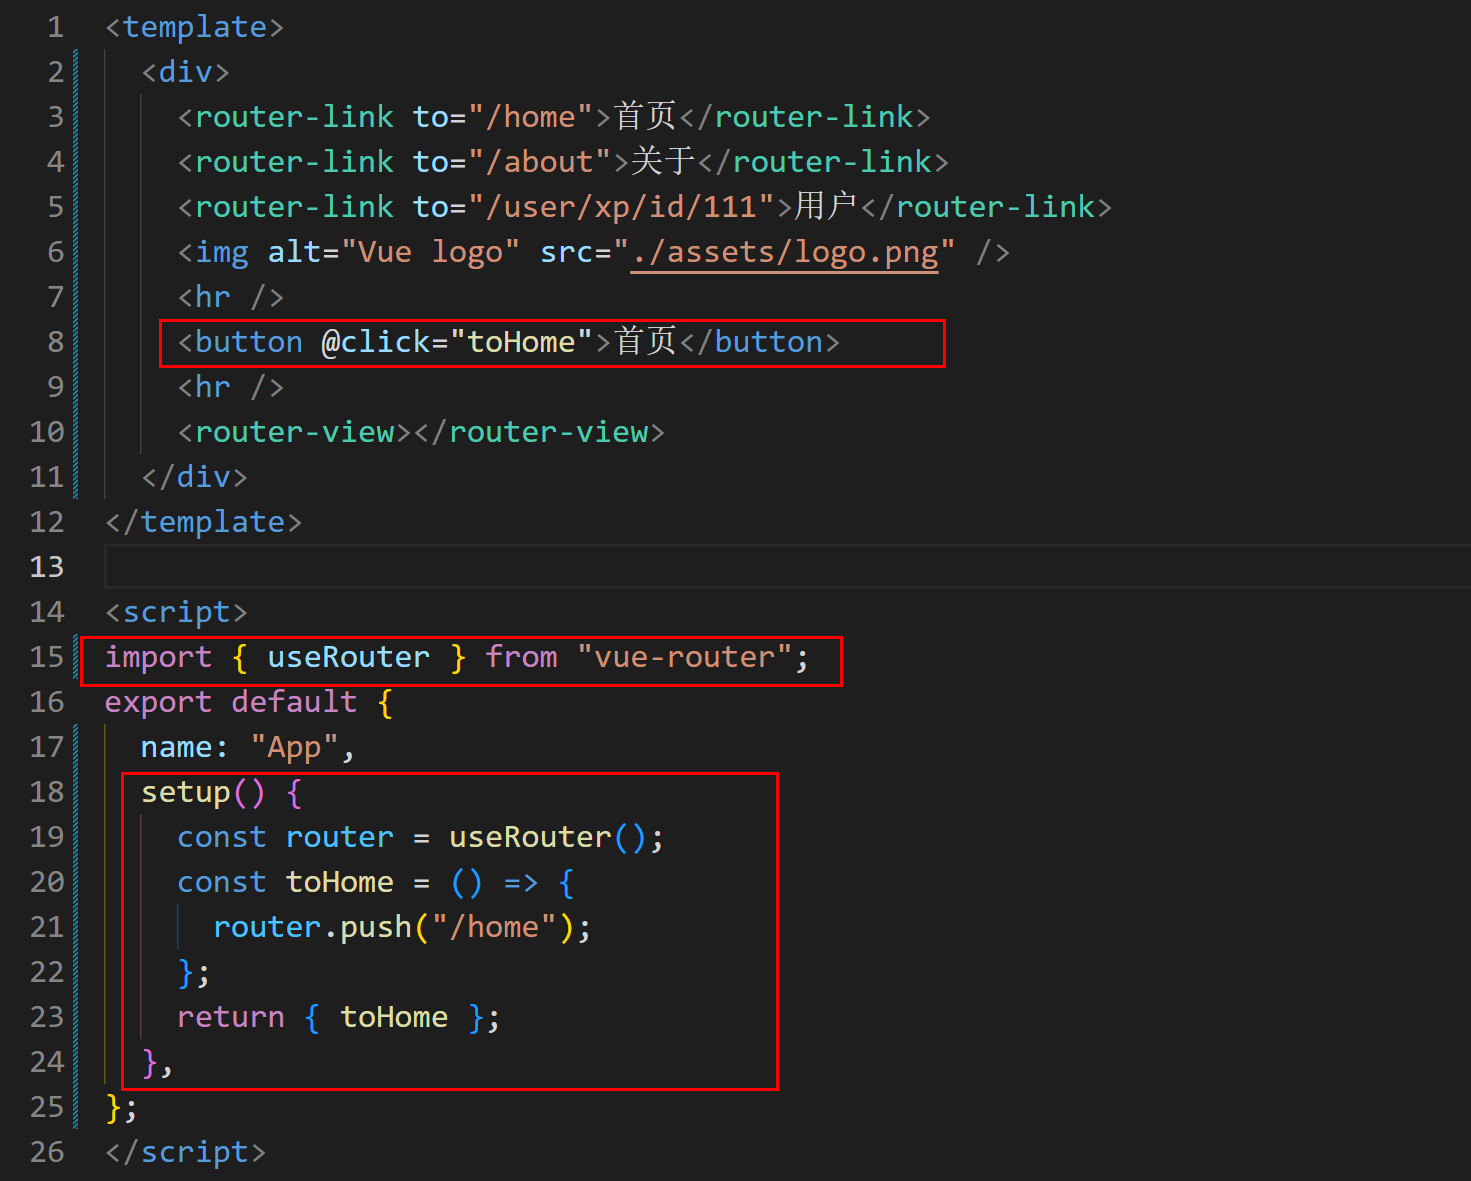 1 <template>
2   <div>
3     <router-link to="/home">首页</router-link>
4     <router-link to="/about">关于</router-link>
5     <router-link to="/user/xp/id/111">用户</router-link>
6     <img alt="Vue logo" src="./assets/logo.png" />
7     <hr />
8     <button @click="toHome">首页</button>
9     <hr />
10     <router-view></router-view>
11   </div>
12 </template>
13
14 <script>
15 import { useRouter } from "vue-router";
16 export default {
17   name: "App",
18   setup() {
19     const router = useRouter();
20     const toHome = () => {
21       router.push("/home");
22     };
23     return { toHome };
24   },
25 };
26 </script>